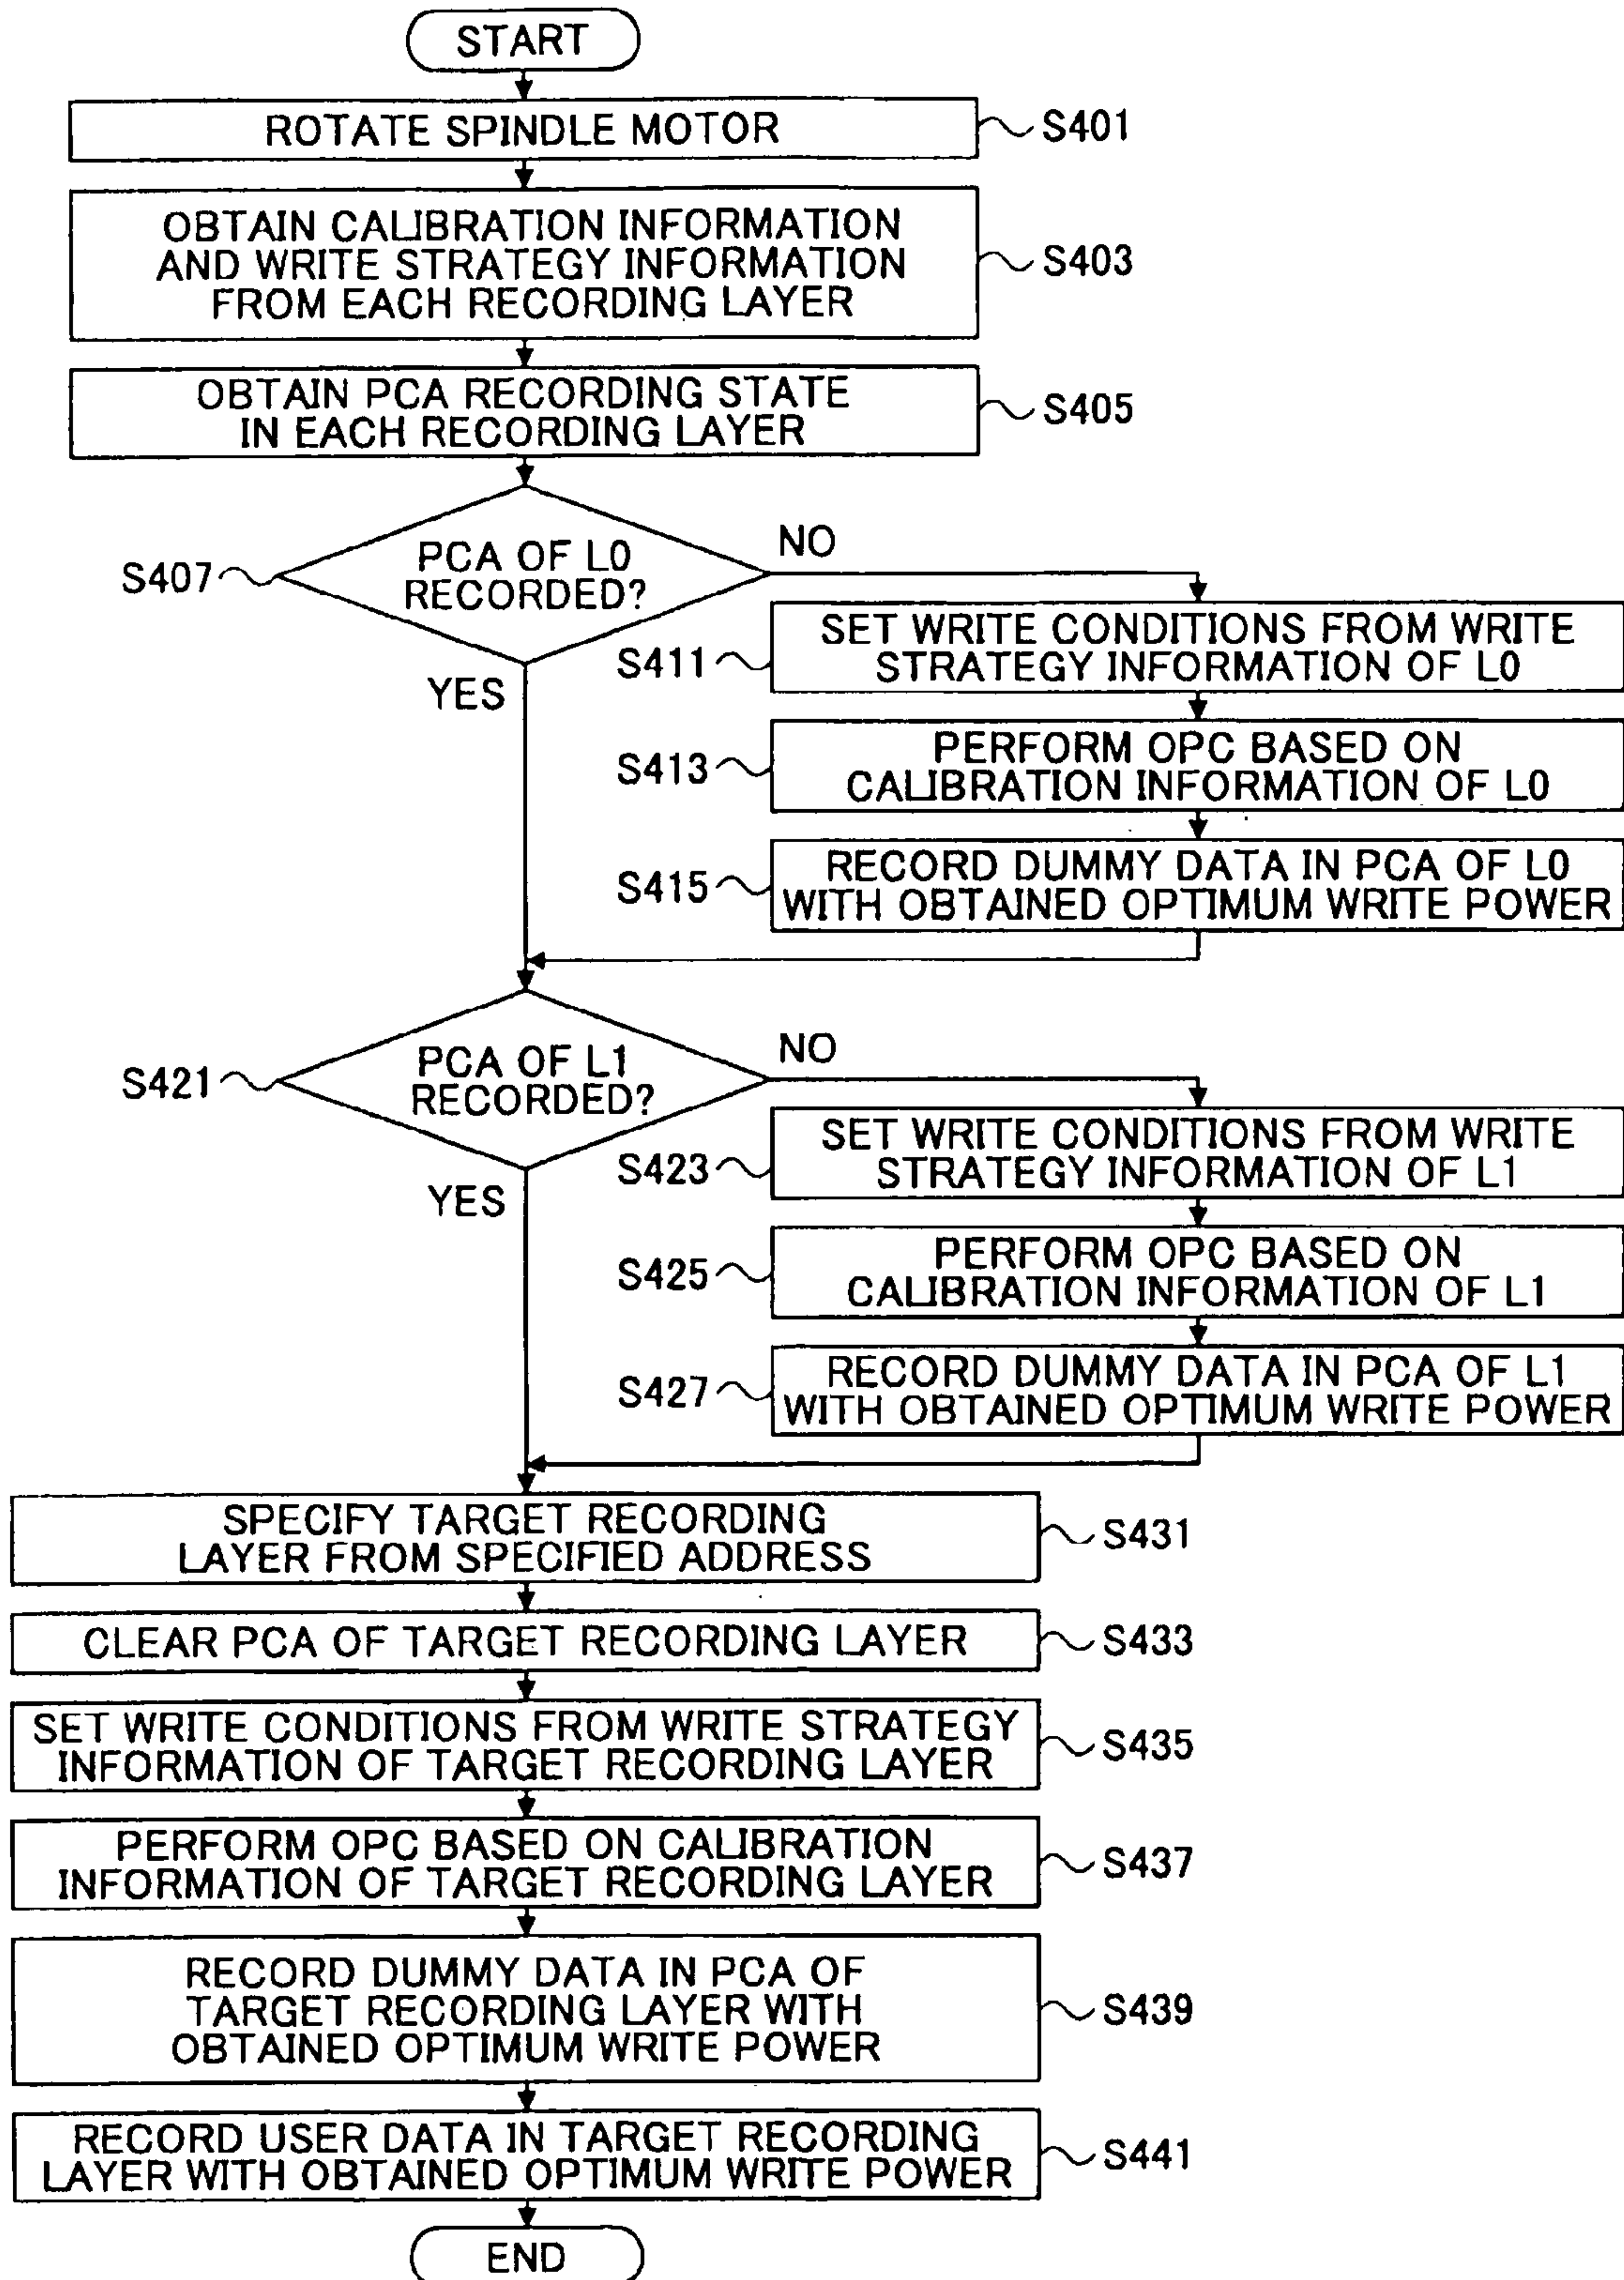 START
ROTATE SPINDLE MOTOR
S401
OBTAIN CALIBRATION INFORMATION
AND WRITE STRATEGY INFORMATION
FROM EACH RECORDING LAYER
S403
OBTAIN PCA RECORDING STATE
IN EACH RECORDING LAYER
S405
S407
PCA OF L0
RECORDED?
NO
YES
S411
SET WRITE CONDITIONS FROM WRITE
STRATEGY INFORMATION OF L0
S413
PERFORM OPC BASED ON
CALIBRATION INFORMATION OF L0
S415
RECORD DUMMY DATA IN PCA OF L0
WITH OBTAINED OPTIMUM WRITE POWER
S421
PCA OF L1
RECORDED?
NO
YES
S423
SET WRITE CONDITIONS FROM WRITE
STRATEGY INFORMATION OF L1
S425
PERFORM OPC BASED ON
CALIBRATION INFORMATION OF L1
S427
RECORD DUMMY DATA IN PCA OF L1
WITH OBTAINED OPTIMUM WRITE POWER
SPECIFY TARGET RECORDING
LAYER FROM SPECIFIED ADDRESS
S431
CLEAR PCA OF TARGET RECORDING LAYER
S433
SET WRITE CONDITIONS FROM WRITE STRATEGY
INFORMATION OF TARGET RECORDING LAYER
S435
PERFORM OPC BASED ON CALIBRATION
INFORMATION OF TARGET RECORDING LAYER
S437
RECORD DUMMY DATA IN PCA OF
TARGET RECORDING LAYER WITH
OBTAINED OPTIMUM WRITE POWER
S439
RECORD USER DATA IN TARGET RECORDING
LAYER WITH OBTAINED OPTIMUM WRITE POWER
S441
END